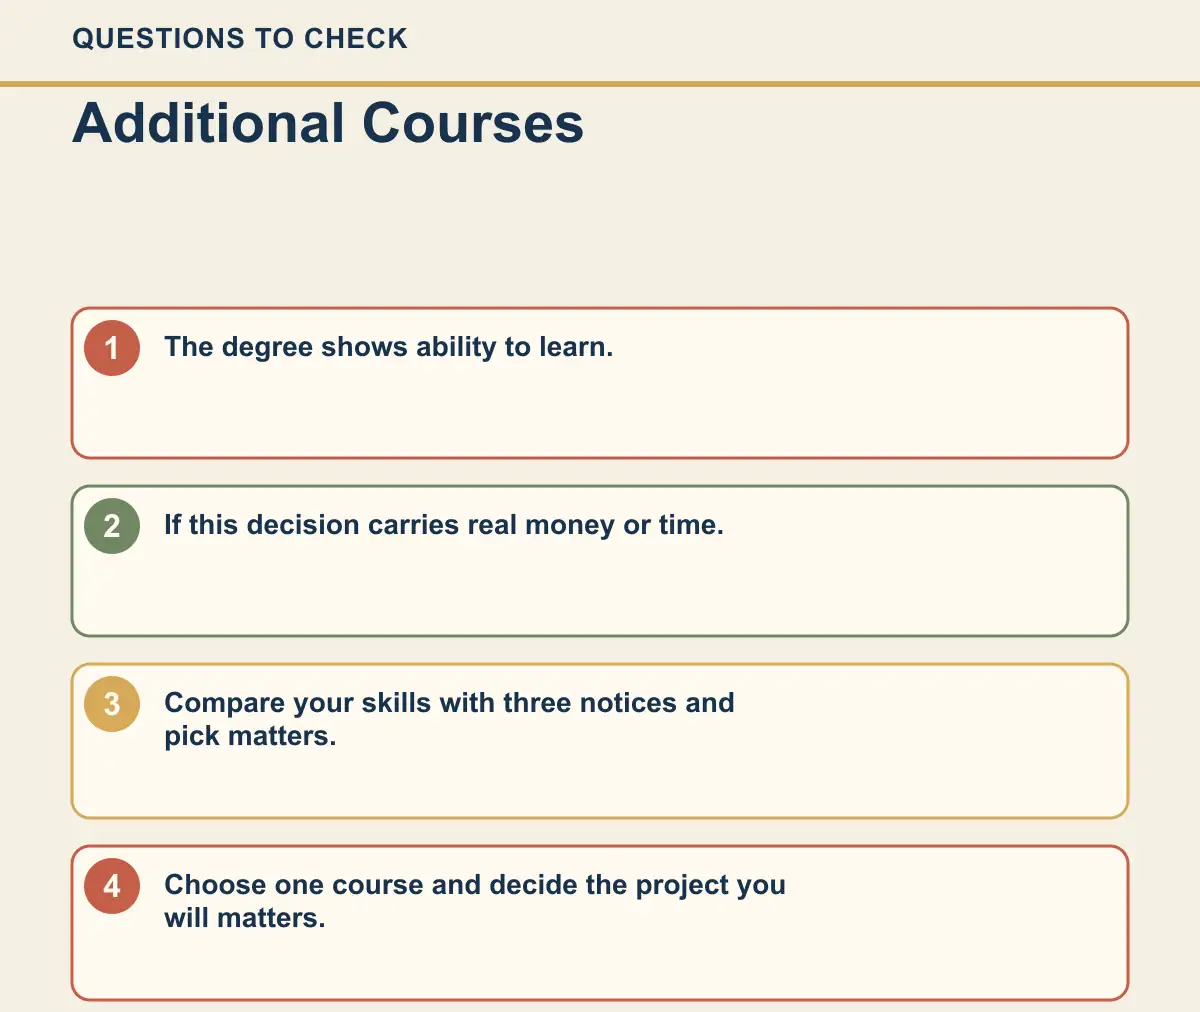 QUESTIONS TO CHECK
Additional Courses
1 The degree shows ability to learn.
2 If this decision carries real money or time.
3 Compare your skills with three notices and
pick matters.
4 Choose one course and decide the project you
will matters.